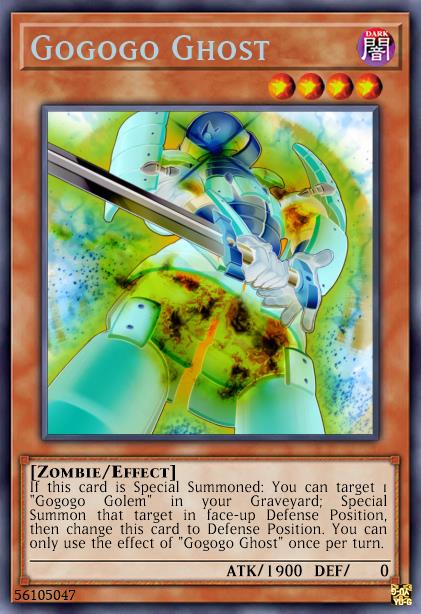 Gogogo Ghost
DARK
闇
[Zombie/Effect]
If this card is Special Summoned: You can target 1
"Gogogo Golem" in your Graveyard; Special
Summon that target in face-up Defense Position,
then change this card to Defense Position. You can
only use the effect of "Gogogo Ghost" once per turn.
ATK/1900 DEF/ 0
56105047